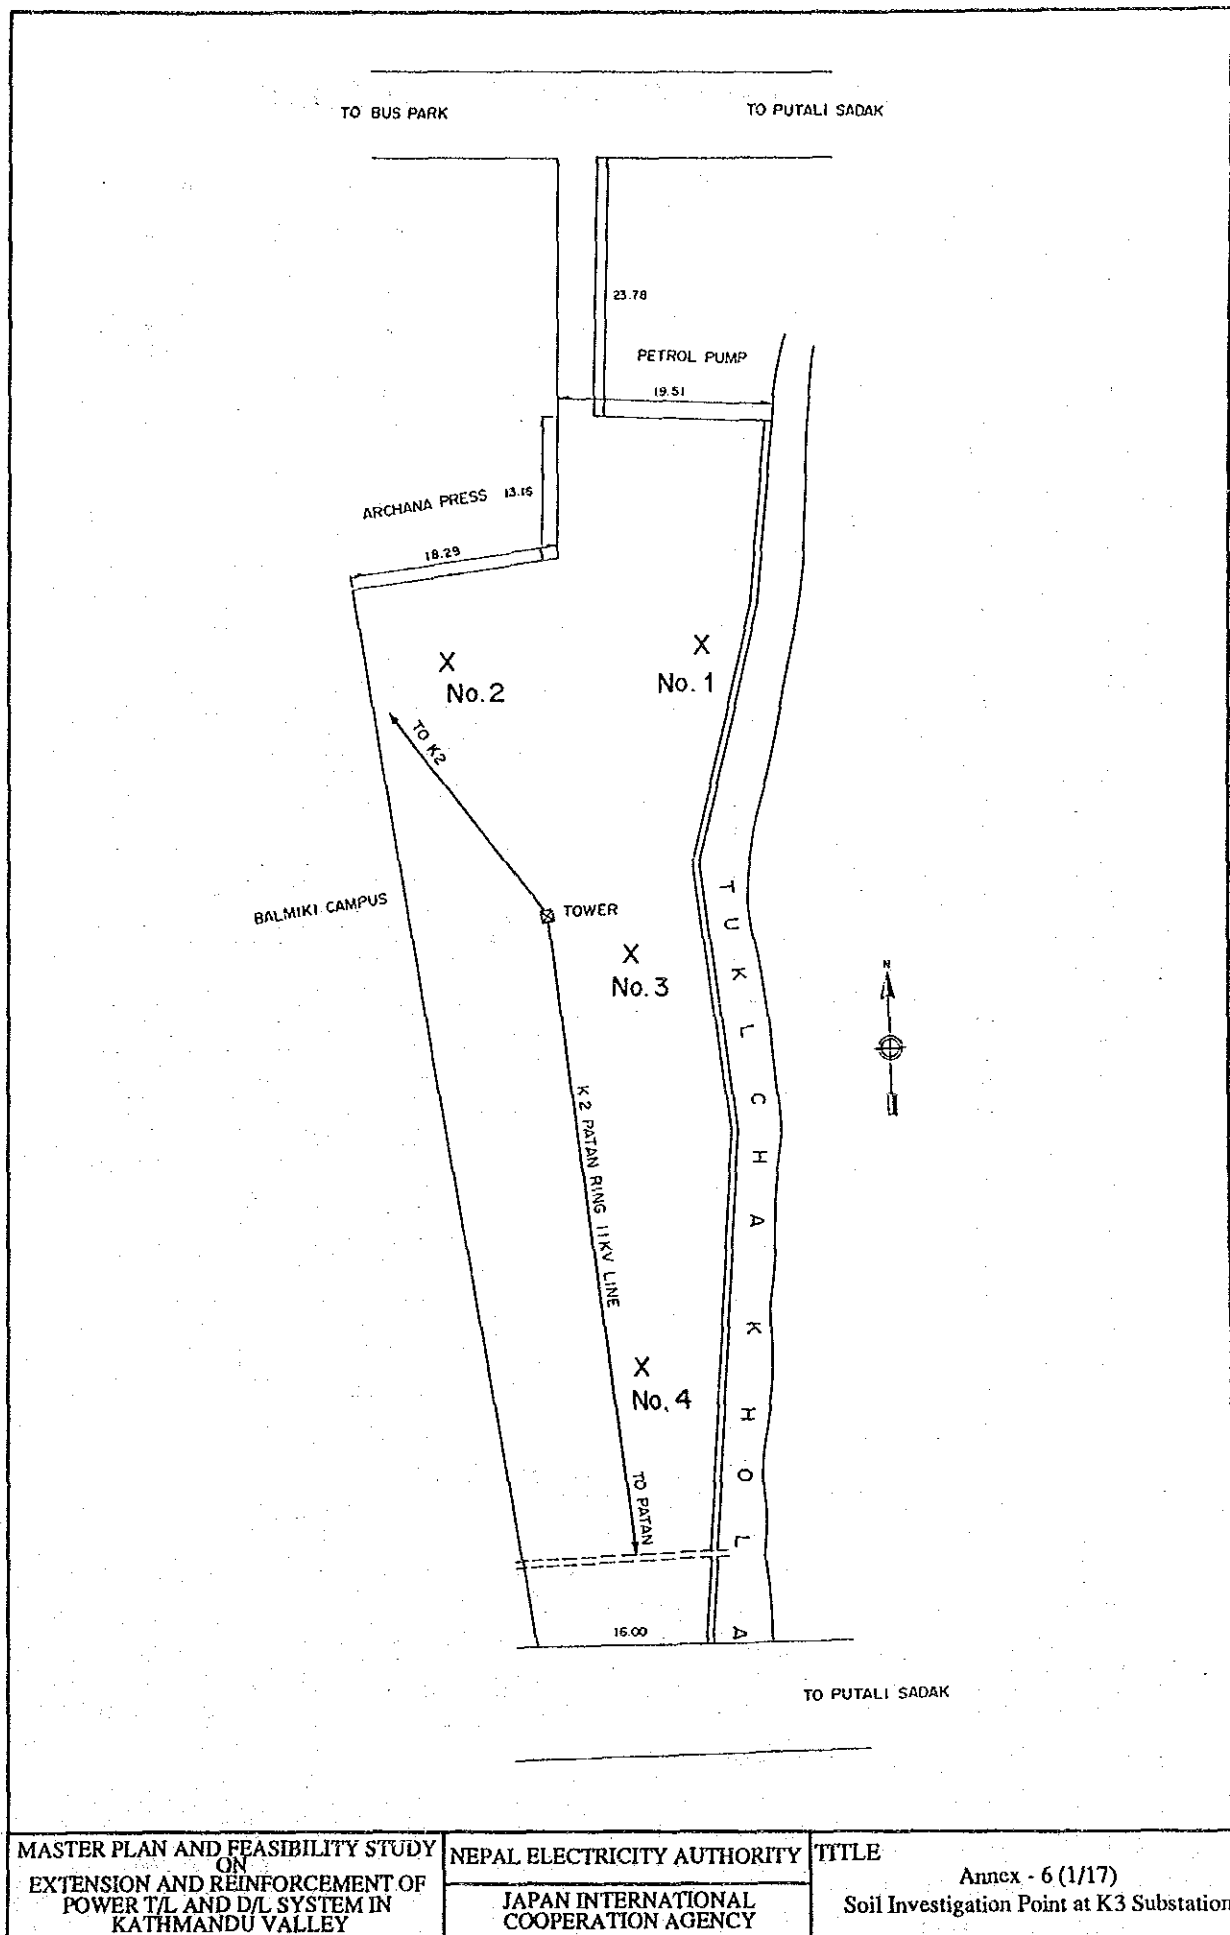 TO BUS PARK
TO PUTALI SADAK
23.78
PETROL PUMP
19.51
ARCHANA PRESS 13.16
18.29
X
No. 1
X
No. 2
TO K2
BALMIKI CAMPUS
TOWER
X
No. 3
N
K2 PATAN RING 11KV LINE
TUKLCHA KHOLA
X
No. 4
TO PATAN
16.00
TO PUTALI SADAK
MASTER PLAN AND FEASIBILITY STUDY
ON
EXTENSION AND REINFORCEMENT OF
POWER T/L AND D/L SYSTEM IN
KATHMANDU VALLEY
NEPAL ELECTRICITY AUTHORITY
JAPAN INTERNATIONAL
COOPERATION AGENCY
TITLE
Annex - 6 (1/17)
Soil Investigation Point at K3 Substation